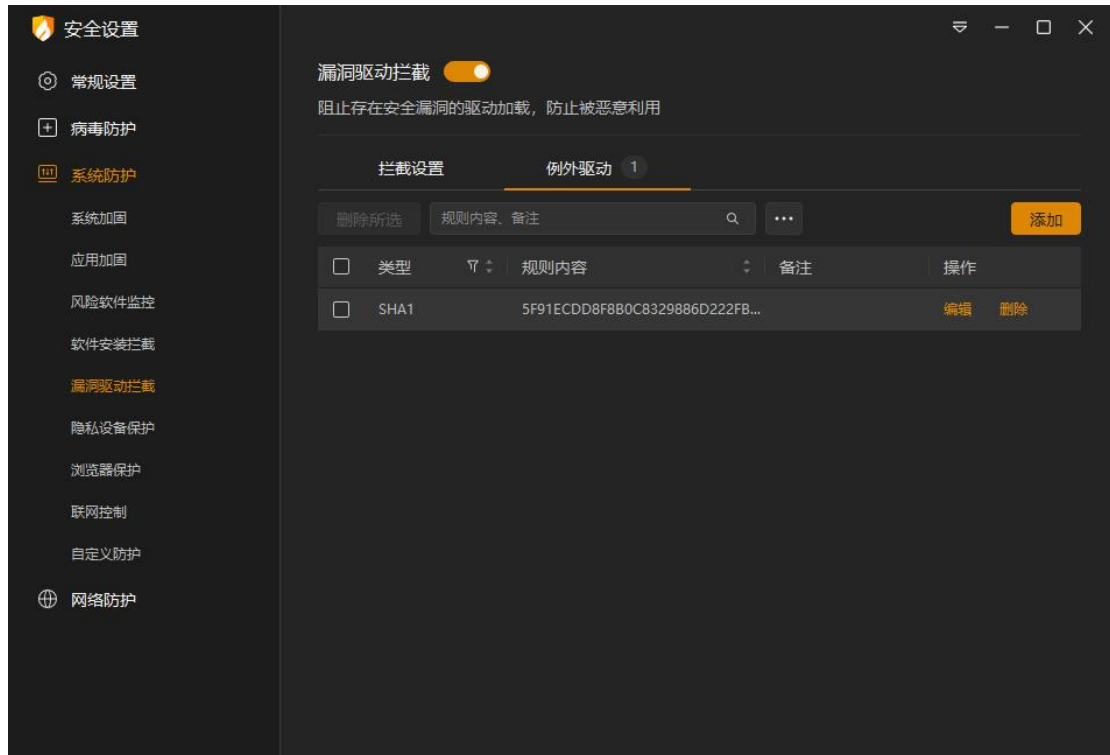 安全设置
常规设置
病毒防护
系统防护
系统加固
应用加固
风险软件监控
软件安装拦截
漏洞驱动拦截
隐私设备保护
浏览器保护
联网控制
自定义防护
网络防护
漏洞驱动拦截
阻止存在安全漏洞的驱动加载，防止被恶意利用
拦截设置 例外驱动 1
删除所选 规则内容、备注 添加
类型 规则内容 备注 操作
SHA1 5F91ECDD8F8B0C8329886D222FB... 编辑 删除